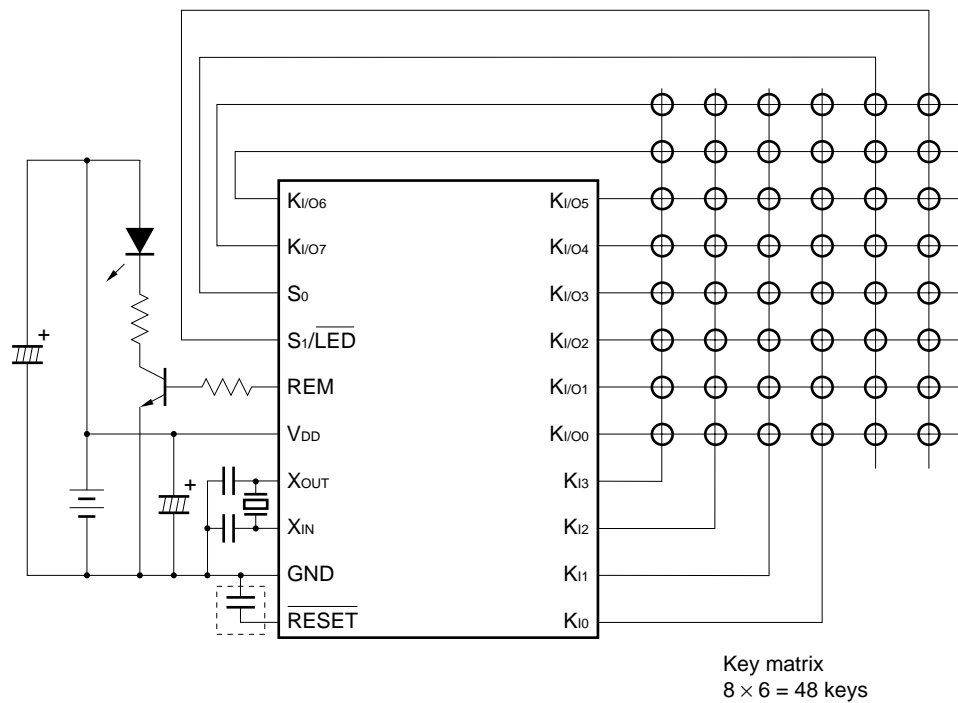 KI/O6
KI/O7
S0
S1/LED
REM
VDD
XOUT
XIN
GND
RESET
KI/O5
KI/O4
KI/O3
KI/O2
KI/O1
KI/O0
KI3
KI2
KI1
KI0
+
+
Key matrix
8 × 6 = 48 keys